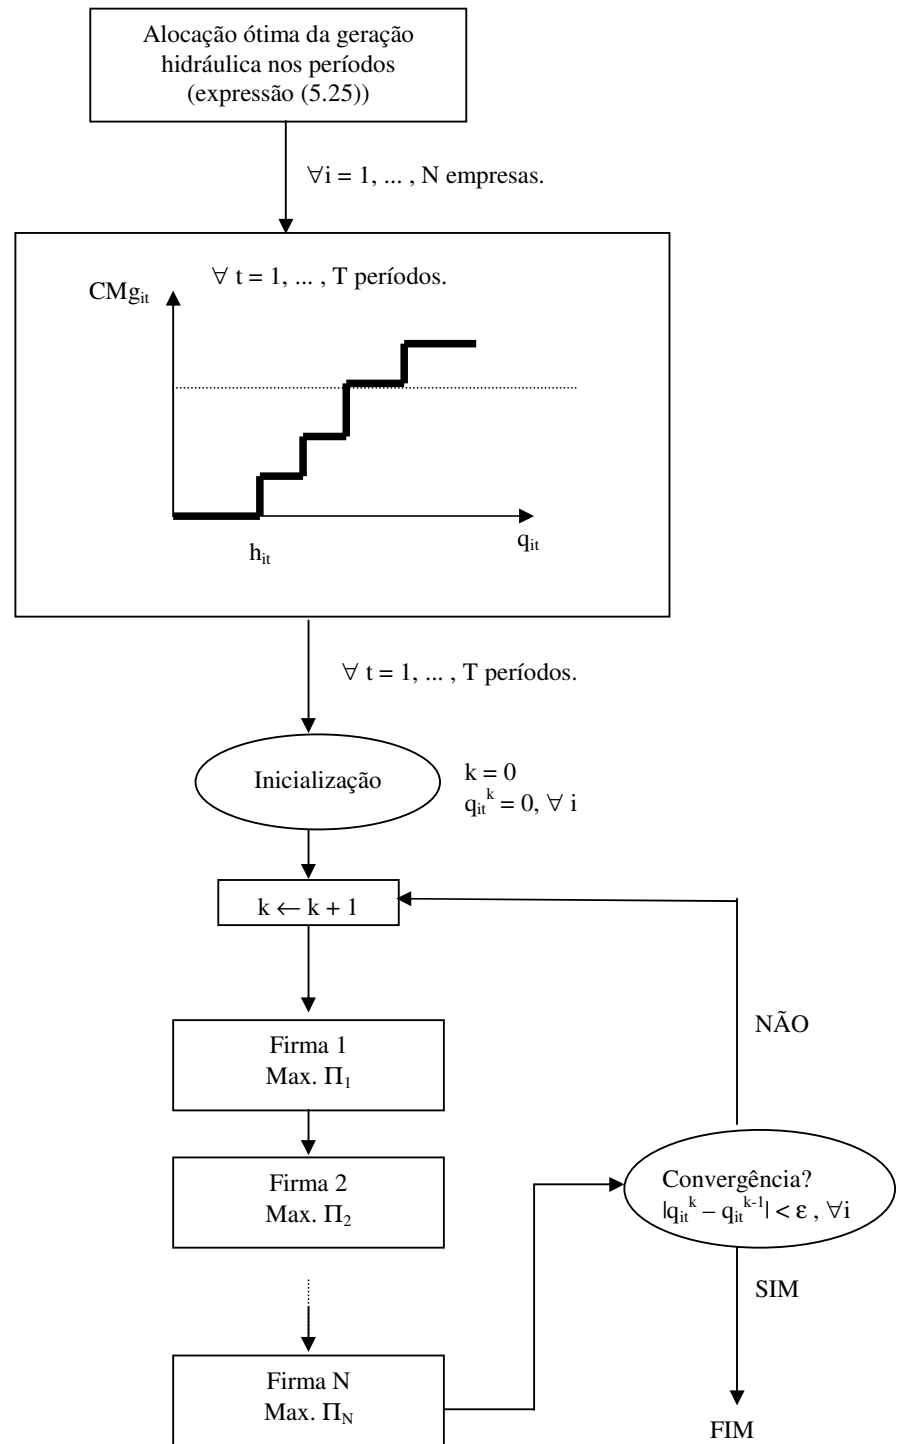 Alocação ótima da geração
hidráulica nos períodos
(expressão (5.25))
∀i = 1, ... , N empresas.
∀ t = 1, ... , T períodos.
CMg_it
h_it
q_it
∀ t = 1, ... , T períodos.
Inicialização
k = 0
q_it^k = 0, ∀ i
k ← k + 1
NÃO
Firma 1
Max. Π_1
Convergência?
|q_it^k – q_it^k-1| < ε , ∀i
Firma 2
Max. Π_2
SIM
Firma N
Max. Π_N
FIM